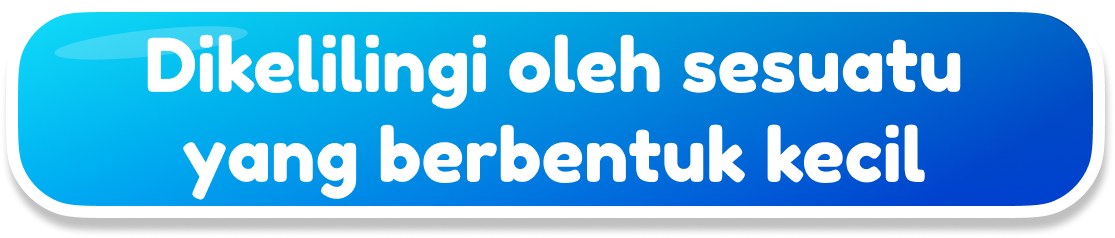 Dikelilingi oleh sesuatu
yang berbentuk kecil